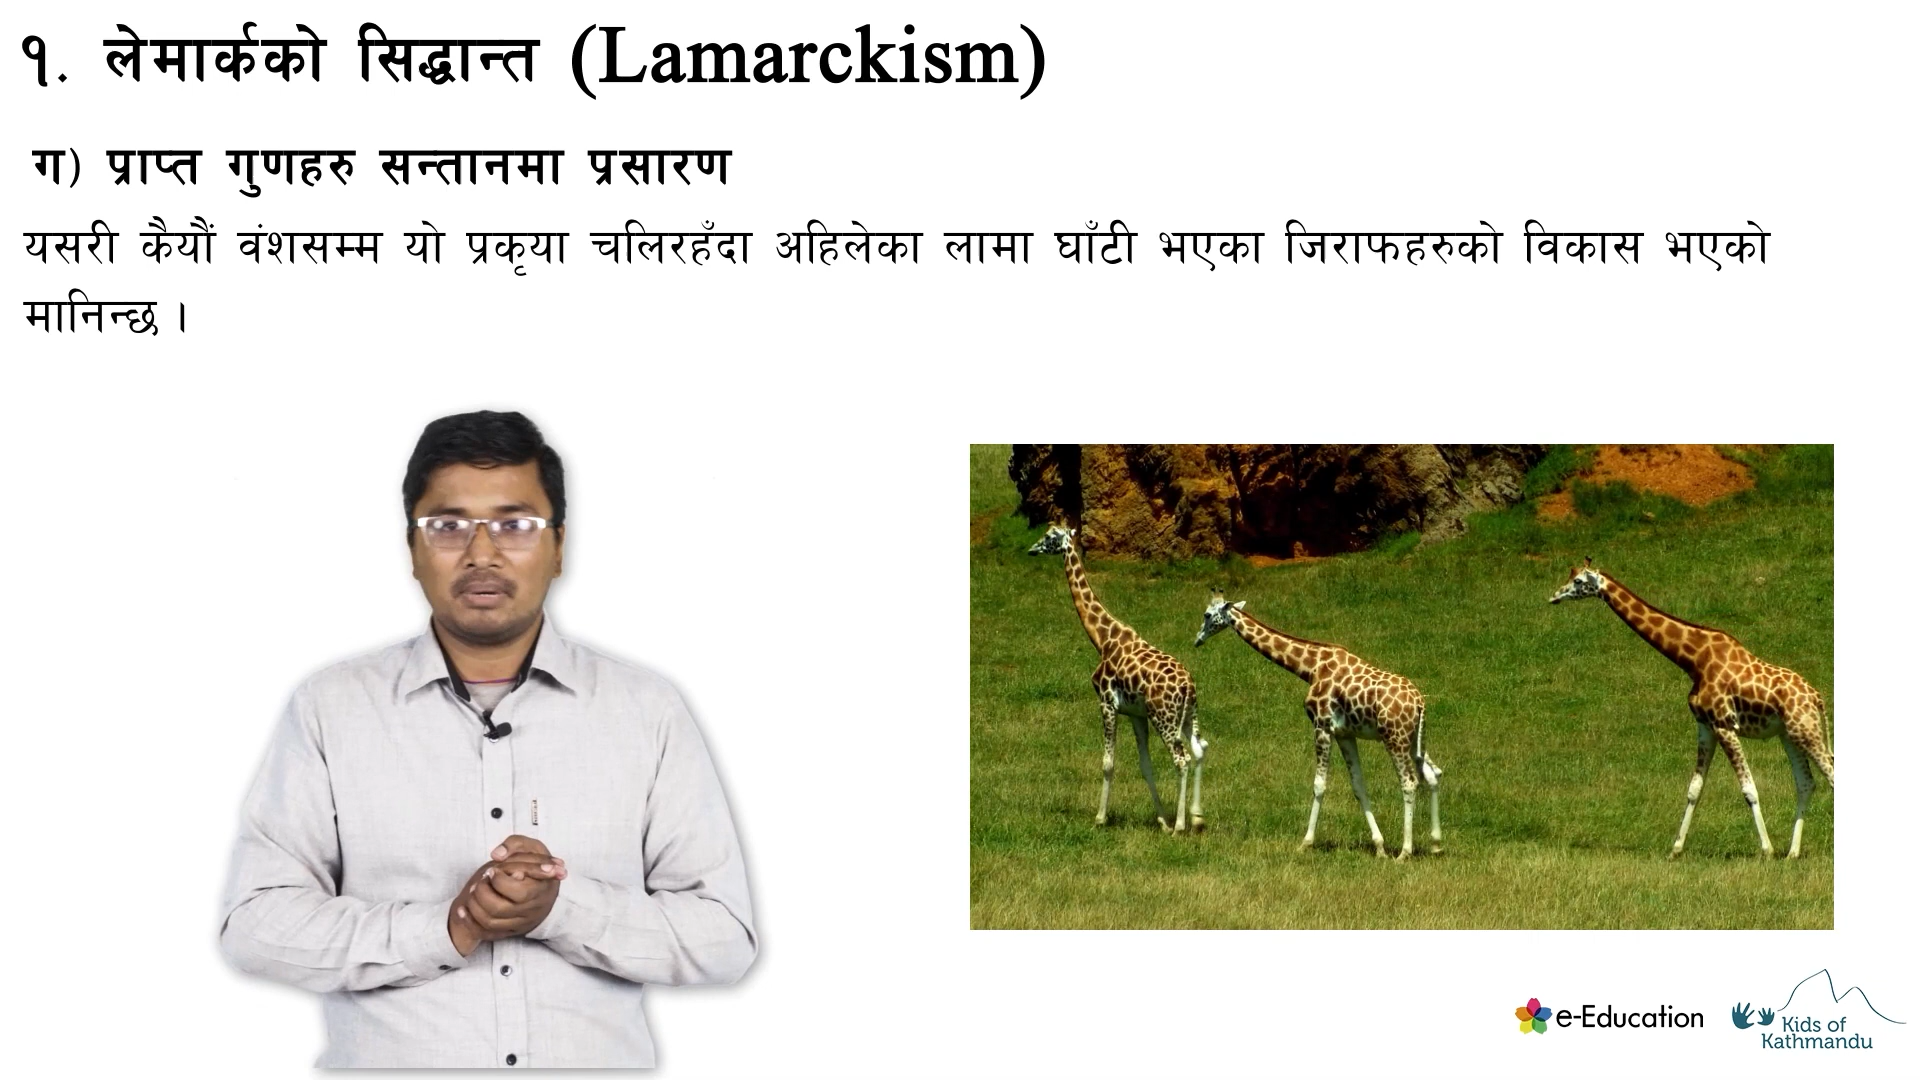 १. लेमार्कको सिद्धान्त (Lamarckism)
ग) प्राप्त गुणहरु सन्तानमा प्रसारण
यसरी कैयौं वंशसम्म यो प्रकृया चलिरहँदा अहिलेका लामा घाँटी भएका जिराफहरुको विकास भएको
मानिन्छ ।
e-Education
Kids of
Kathmandu